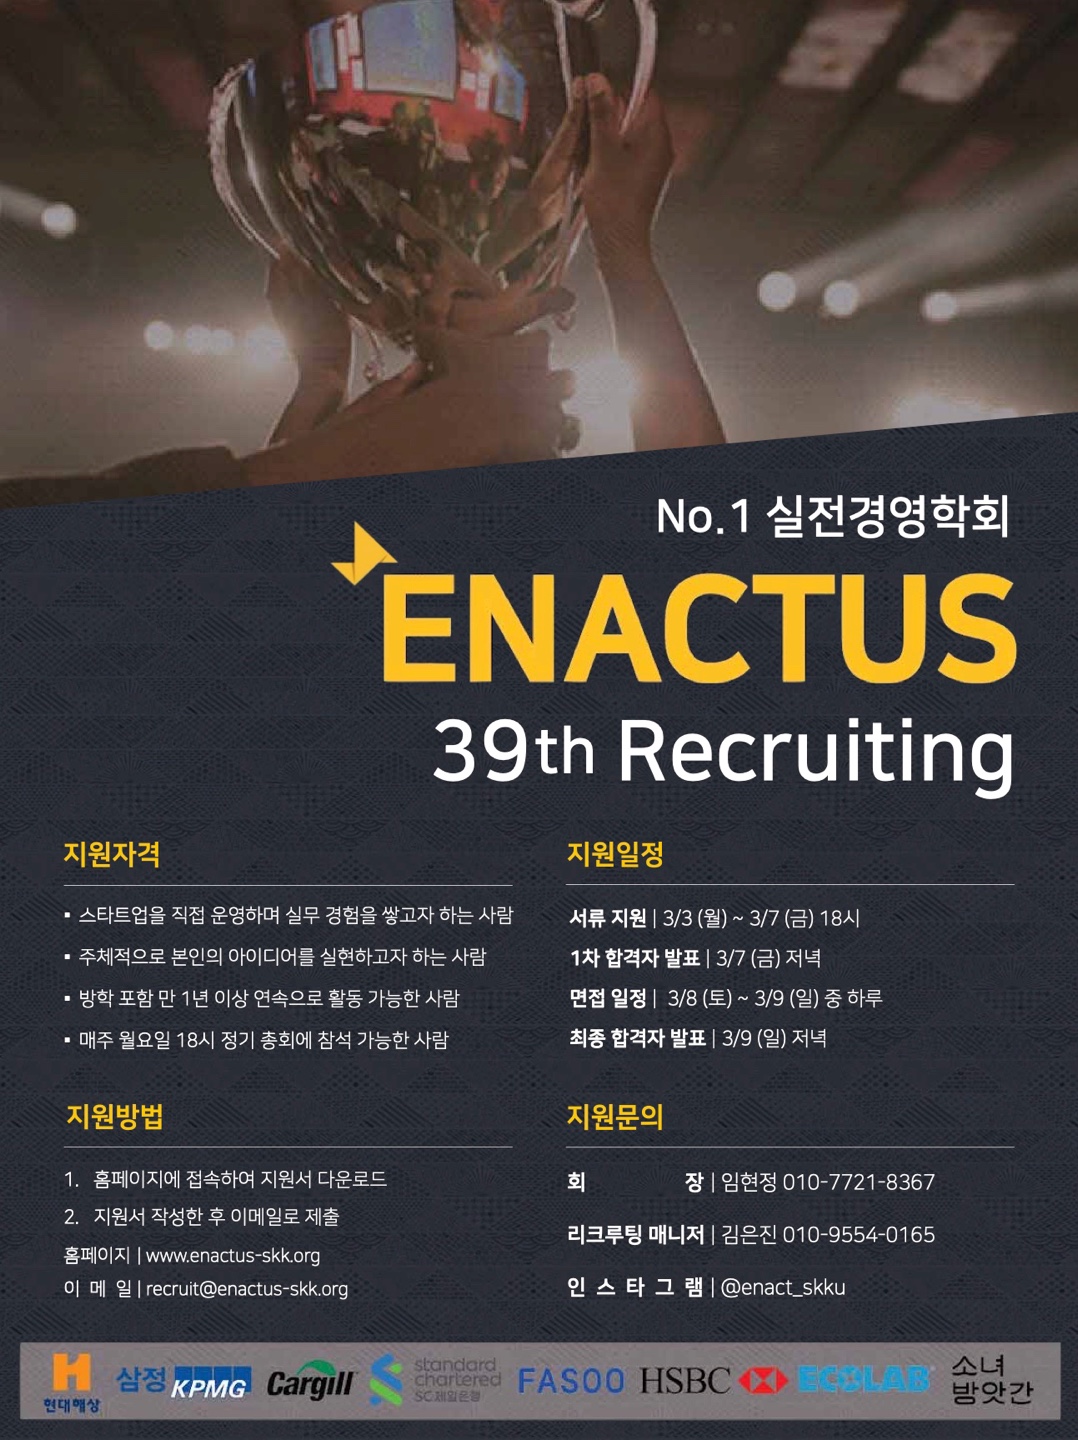 No.1 실전경영학회
ENACTUS
39th Recruiting
지원자격
▪ 스타트업을 직접 운영하며 실무 경험을 쌓고자 하는 사람
▪ 주체적으로 본인의 아이디어를 실현하고자 하는 사람
▪ 방학 포함 만 1년 이상 연속으로 활동 가능한 사람
▪ 매주 월요일 18시 정기 총회에 참석 가능한 사람
지원일정
서류 지원 | 3/3 (월) ~ 3/7 (금) 18시
1차 합격자 발표 | 3/7 (금) 저녁
면접 일정 | 3/8 (토) ~ 3/9 (일) 중 하루
최종 합격자 발표 | 3/9 (일) 저녁
지원방법
1. 홈페이지에 접속하여 지원서 다운로드
2. 지원서 작성한 후 이메일로 제출
홈페이지 | www.enactus-skk.org
이 메 일 | recruit@enactus-skk.org
지원문의
회 장 | 임현정 010-7721-8367
리크루팅 매니저 | 김은진 010-9554-0165
인 스 타 그 램 | @enact_skku
현대해상
삼정 KPMG
Cargill
standard
chartered
SC제일은행
FASOO
HSBC
ECOLAB
소녀
방앗간